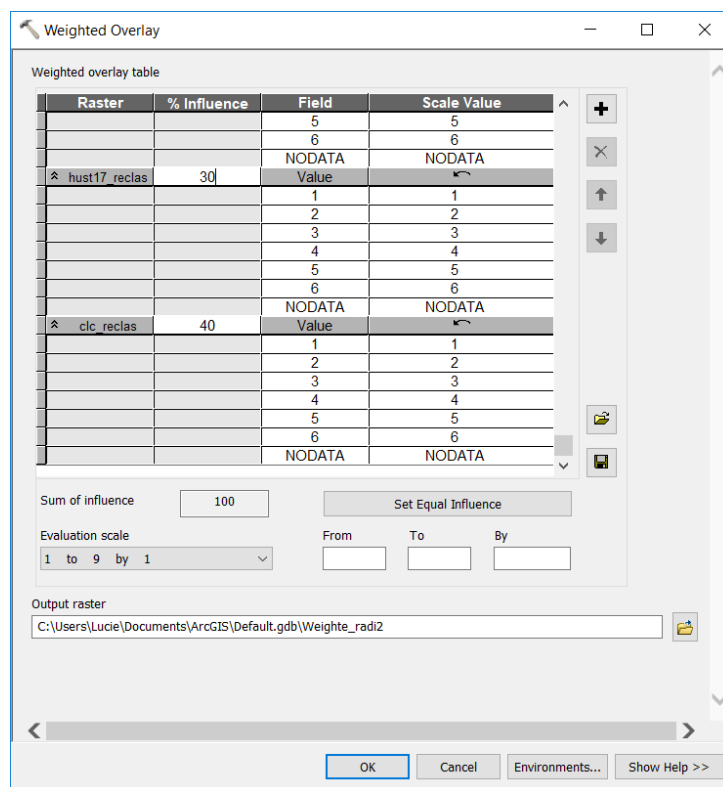 Weighted Overlay
Weighted overlay table
Raster % Influence Field Scale Value
5 5
6 6
NODATA NODATA
hust17_reclas 30 Value
1 1
2 2
3 3
4 4
5 5
6 6
NODATA NODATA
clc_reclas 40 Value
1 1
2 2
3 3
4 4
5 5
6 6
NODATA NODATA
Sum of influence 100 Set Equal Influence
Evaluation scale From To By
1 to 9 by 1
Output raster
C:\Users\Lucie\Documents\ArcGIS\Default.gdb\Weighte_radi2
OK Cancel Environments... Show Help >>